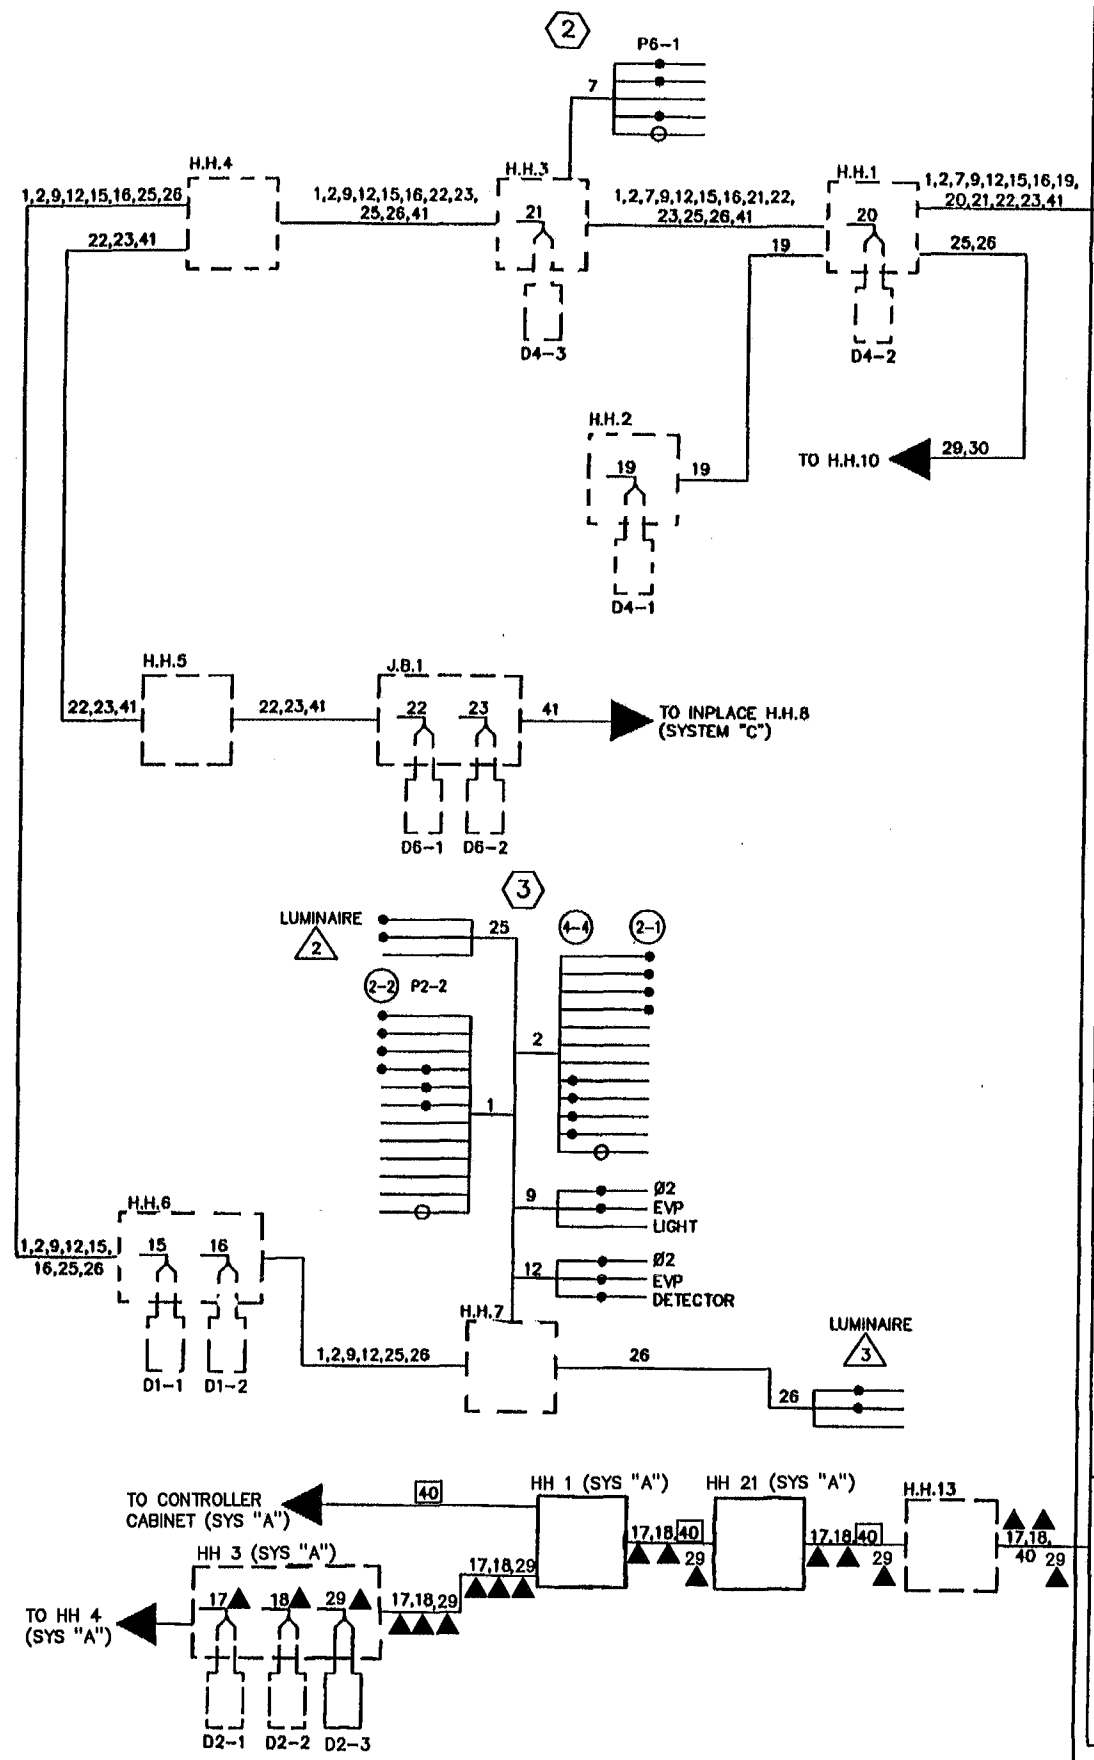 2
P6-1
7
H.H.4
H.H.3
H.H.1
1,2,9,12,15,16,25,26
1,2,9,12,15,16,22,23,
25,26,41
21
1,2,7,9,12,15,16,21,22,
23,25,26,41
20
1,2,7,9,12,15,16,19,
20,21,22,23,41
22,23,41
19
25,26
D4-3
D4-2
H.H.2
19
19
TO H.H.10
29,30
D4-1
H.H.5
J.B.1
22,23,41
22,23,41
22
23
41
TO INPLACE H.H.8
(SYSTEM "C")
D6-1
D6-2
3
LUMINAIRE
2
25
4-4
2-1
2-2
P2-2
2
1
9
Ø2
EVP
LIGHT
12
Ø2
EVP
DETECTOR
H.H.6
1,2,9,12,15,
16,25,26
15
16
D1-1
D1-2
H.H.7
1,2,9,12,25,26
26
LUMINAIRE
3
26
TO CONTROLLER
CABINET (SYS "A")
40
HH 1 (SYS "A")
HH 21 (SYS "A")
H.H.13
17,18,40
29
17,18,40
29
17,18,
40 29
HH 3 (SYS "A")
17,18,29
17
18
29
17,18,29
TO HH 4
(SYS "A")
D2-1
D2-2
D2-3